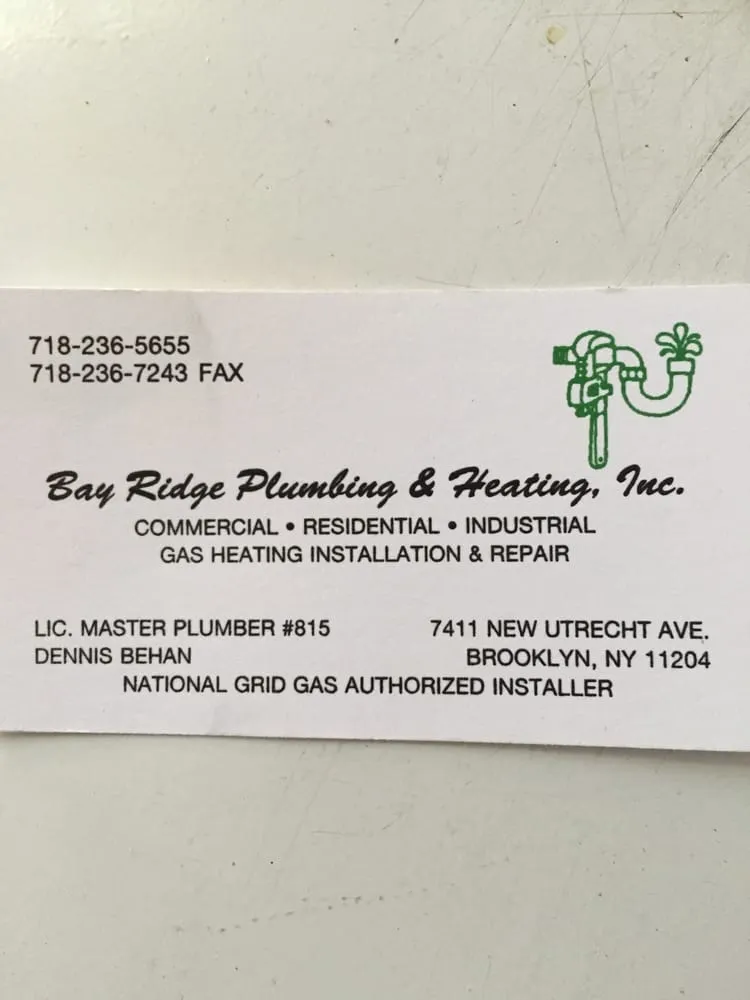 718-236-5655
718-236-7243 FAX
Bay Ridge Plumbing & Heating, Inc.
COMMERCIAL • RESIDENTIAL • INDUSTRIAL
GAS HEATING INSTALLATION & REPAIR
LIC. MASTER PLUMBER #815
DENNIS BEHAN
7411 NEW UTRECHT AVE.
BROOKLYN, NY 11204
NATIONAL GRID GAS AUTHORIZED INSTALLER